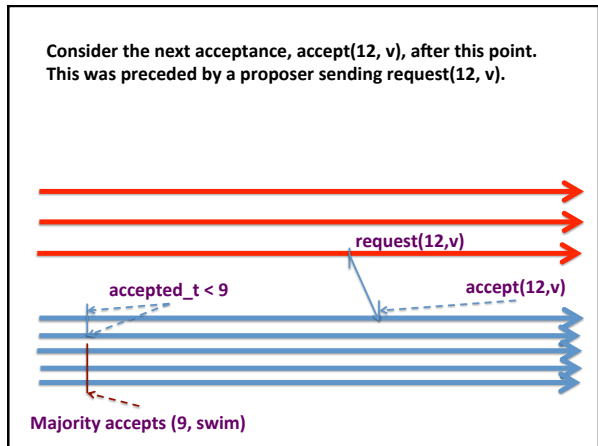 Consider the next acceptance, accept(12, v), after this point.
This was preceded by a proposer sending request(12, v).
request(12,v)
accepted_t < 9
accept(12,v)
Majority accepts (9, swim)